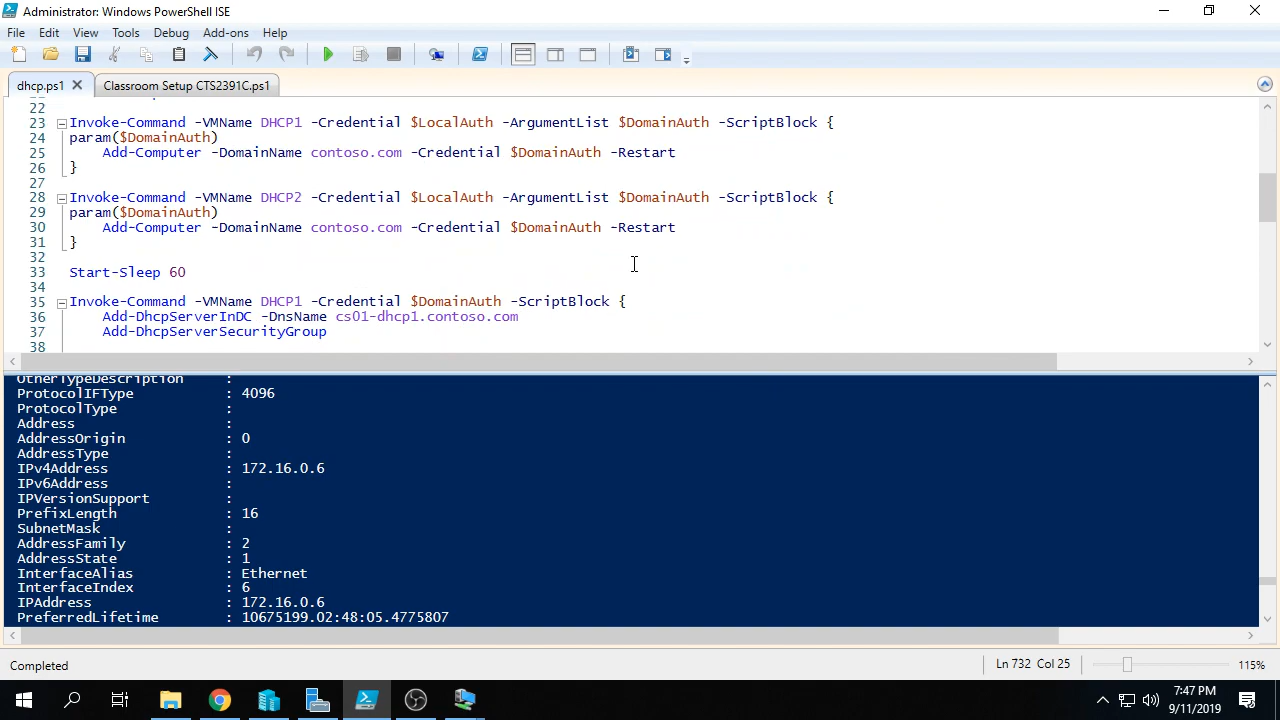 Administrator: Windows PowerShell ISE
File Edit View Tools Debug Add-ons Help
dhcp.ps1 Classroom Setup CTS2391C.ps1
22
23 Invoke-Command -VMName DHCP1 -Credential $LocalAuth -ArgumentList $DomainAuth -ScriptBlock {
24 param($DomainAuth)
25 Add-Computer -DomainName contoso.com -Credential $DomainAuth -Restart
26 }
27
28 Invoke-Command -VMName DHCP2 -Credential $LocalAuth -ArgumentList $DomainAuth -ScriptBlock {
29 param($DomainAuth)
30 Add-Computer -DomainName contoso.com -Credential $DomainAuth -Restart
31 }
32
33 Start-Sleep 60
34
35 Invoke-Command -VMName DHCP1 -Credential $DomainAuth -ScriptBlock {
36 Add-DhcpServerInDC -DnsName cs01-dhcp1.contoso.com
37 Add-DhcpServerSecurityGroup
38
OtherTypeDescription :
ProtocolIFType : 4096
ProtocolType :
Address :
AddressOrigin : 0
AddressType :
IPv4Address : 172.16.0.6
IPv6Address :
IPVersionSupport :
PrefixLength : 16
SubnetMask :
AddressFamily : 2
AddressState : 1
InterfaceAlias : Ethernet
InterfaceIndex : 6
IPAddress : 172.16.0.6
PreferredLifetime : 10675199.02:48:05.4775807
Completed Ln 732 Col 25 115%
7:47 PM
9/11/2019